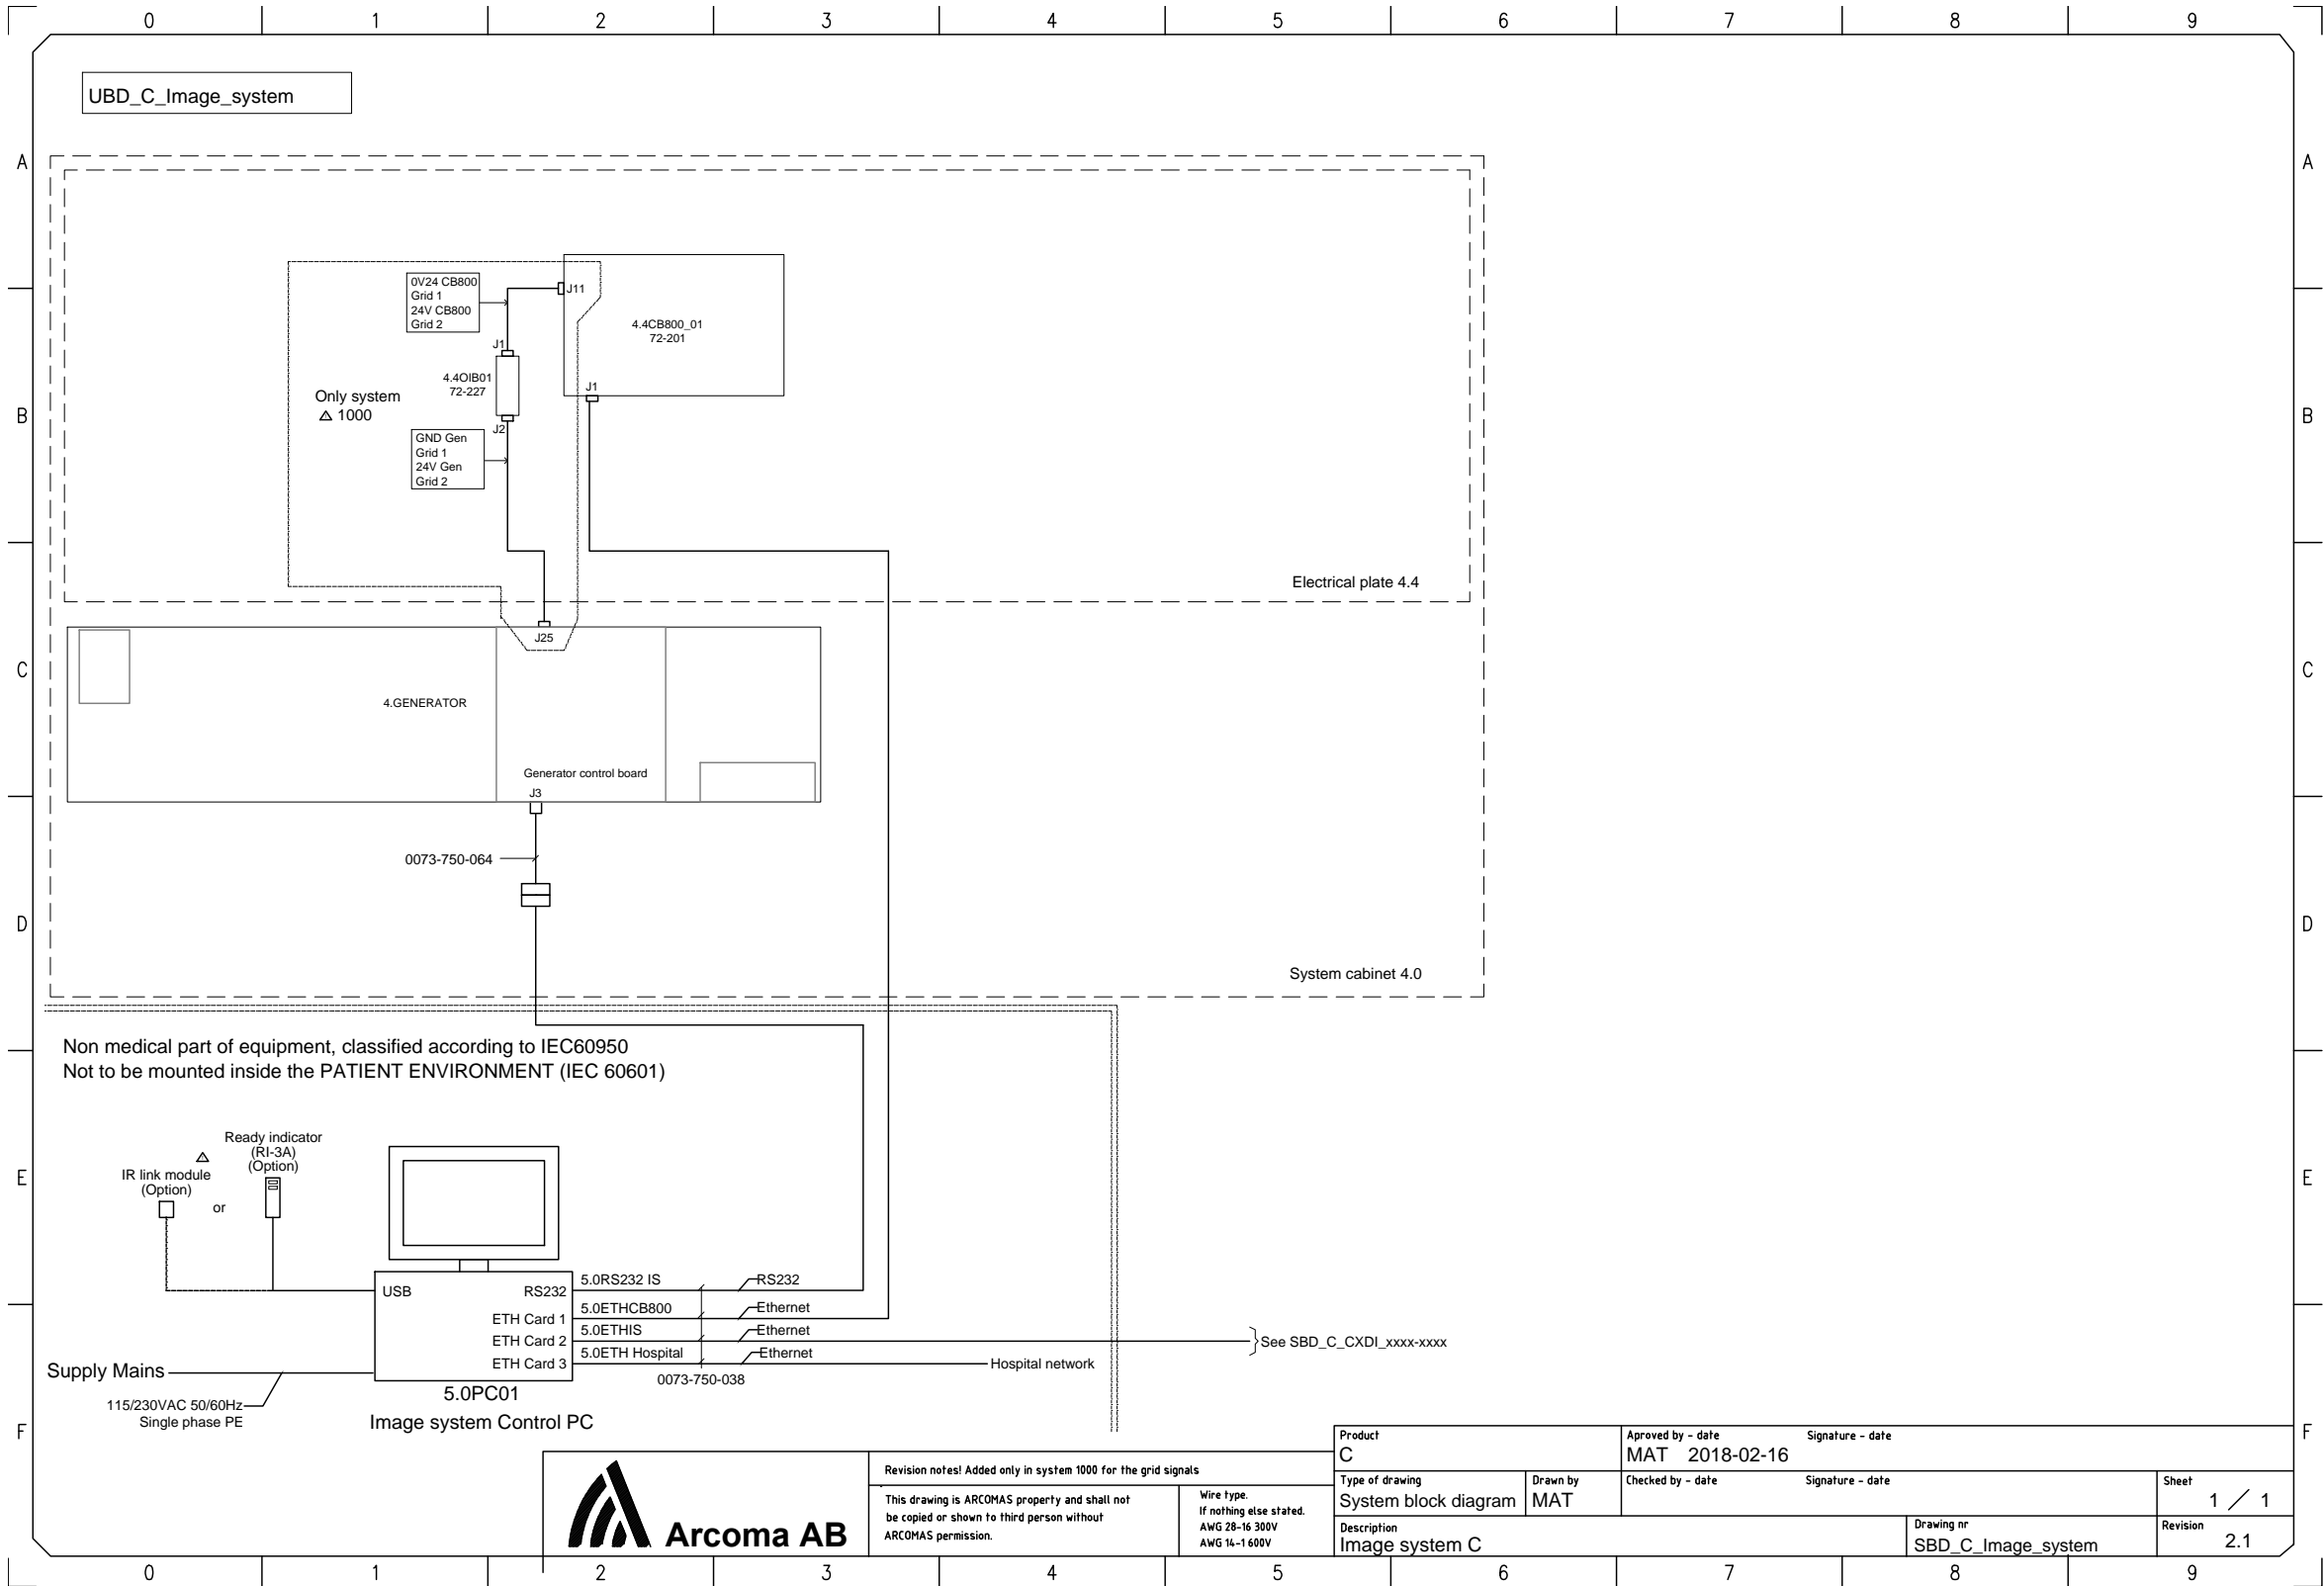 0 1 2 3 4 5 6 7 8 9
UBD_C_Image_system
A A
0V24 CB800
Grid 1
24V CB800
Grid 2
J11
4.4CB800_01
72-201
J1
4.4OIB01
72-227
J1
Only system
1000
B B
J2
GND Gen
Grid 1
24V Gen
Grid 2
Electrical plate 4.4
J25
C C
4.GENERATOR
Generator control board
J3
0073-750-064
D D
System cabinet 4.0
Non medical part of equipment, classified according to IEC60950
Not to be mounted inside the PATIENT ENVIRONMENT (IEC 60601)
Ready indicator
(RI-3A)
(Option)
IR link module
(Option)
or
E E
USB
RS232
ETH Card 1
ETH Card 2
ETH Card 3
5.0RS232 IS
5.0ETHCB800
5.0ETHIS
5.0ETH Hospital
RS232
Ethernet
Ethernet
Ethernet
See SBD_C_CXDI_xxxx-xxxx
Hospital network
0073-750-038
Supply Mains
115/230VAC 50/60Hz
Single phase PE
5.0PC01
Image system Control PC
F F
Arcoma AB
Revision notes! Added only in system 1000 for the grid signals
This drawing is ARCOMAS property and shall not
be copied or shown to third person without
ARCOMAS permission.
Wire type.
If nothing else stated.
AWG 28-16 300V
AWG 14-1 600V
Product
C
Aproved by - date
MAT 2018-02-16
Signature - date
Type of drawing
System block diagram
Drawn by
MAT
Checked by - date
Signature - date
Sheet
1 / 1
Description
Image system C
Drawing nr
SBD_C_Image_system
Revision
2.1
0 1 2 3 4 5 6 7 8 9